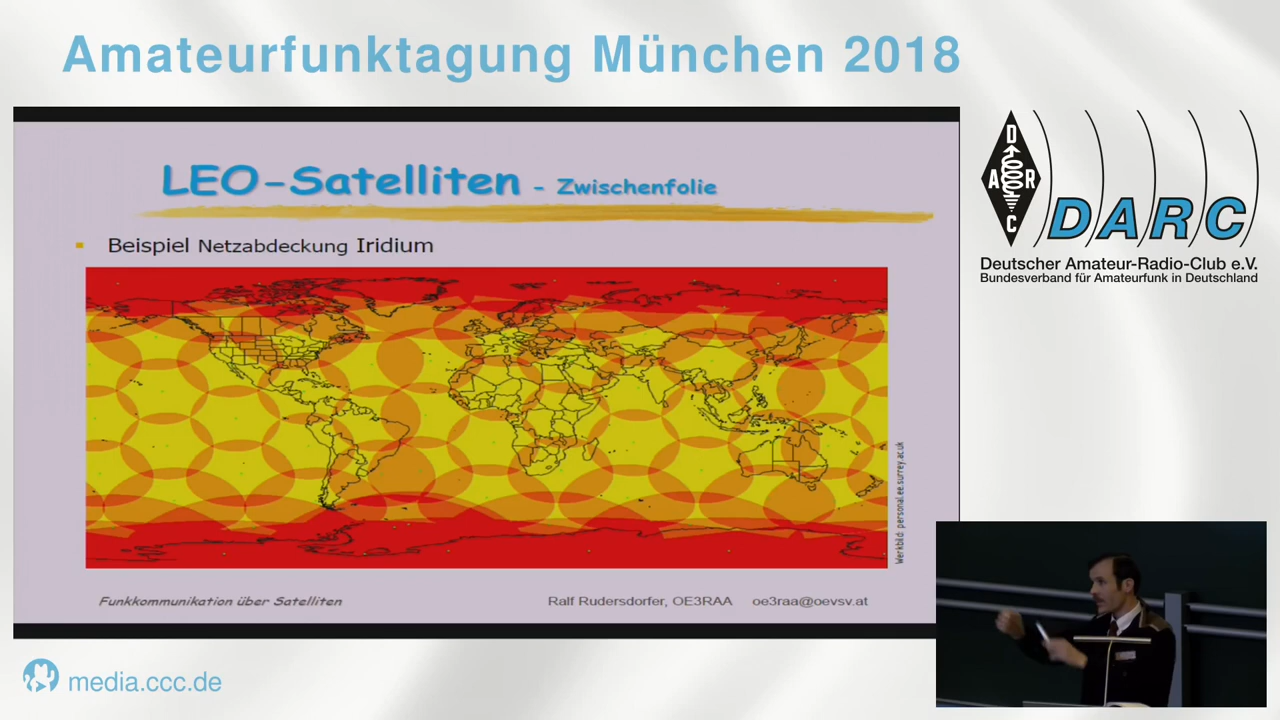 Amateurfunktagung München 2018
LEO-Satelliten - Zwischenfolie
Beispiel Netzabdeckung Iridium
Werkbild: personal.ee.surrey.ac.uk
Funkkommunikation über Satelliten
Ralf Rudersdorfer, OE3RAA oe3raa@oevsv.at
D
A R
C
DARC
Deutscher Amateur-Radio-Club e.V.
Bundesverband für Amateurfunk in Deutschland
media.ccc.de